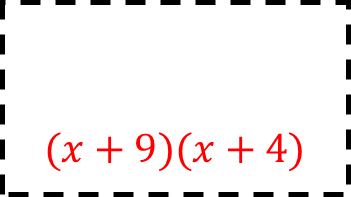 (x + 9)(x + 4)